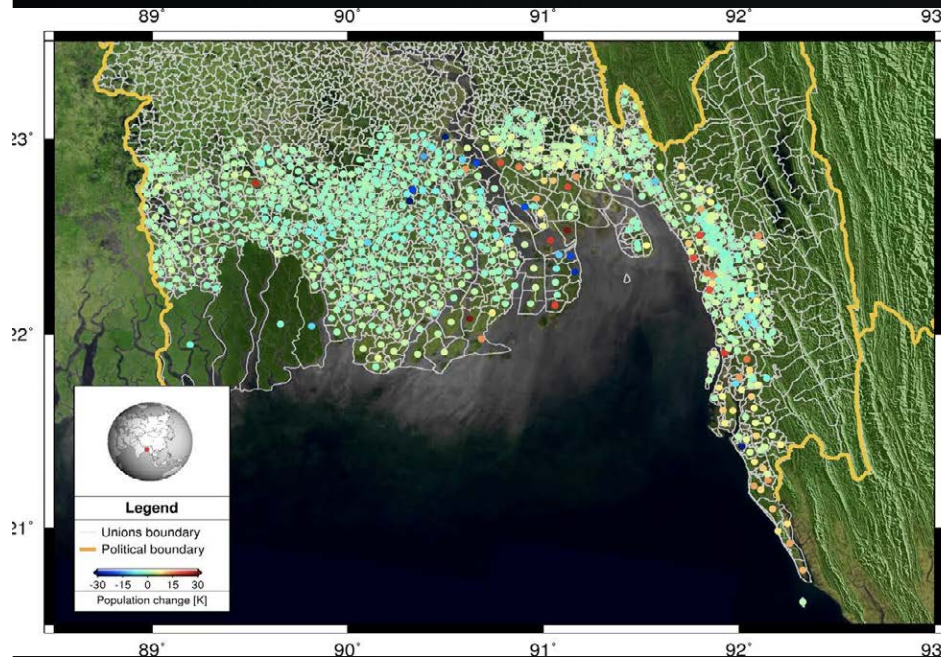 89° 90° 91° 92° 93
23°
22°
21°
Legend
Unions boundary
Political boundary
-30 -15 0 15 30
Population change [K]
89° 90° 91° 92° 93